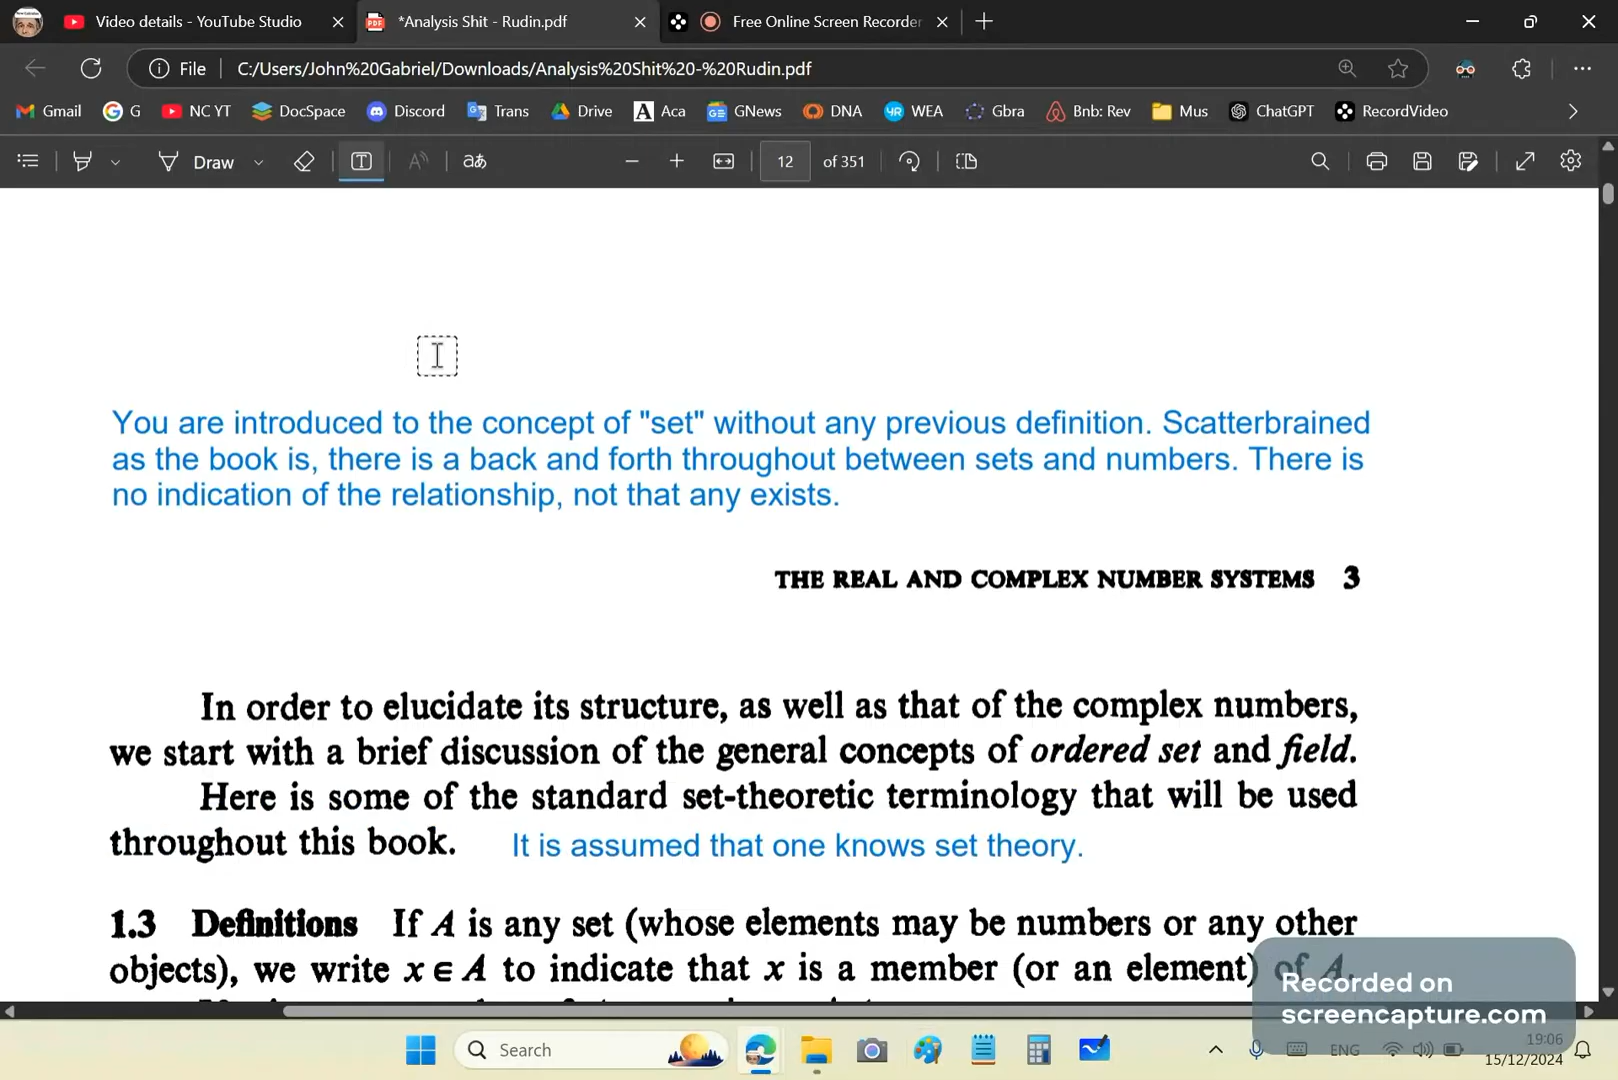 Video details - YouTube Studio
*Analysis Shit - Rudin.pdf
Free Online Screen Recorder
File
C:/Users/John%20Gabriel/Downloads/Analysis%20Shit%20-%20Rudin.pdf
Gmail G NC YT DocSpace Discord Trans Drive Aca GNews DNA WEA Gbra Bnb: Rev Mus ChatGPT RecordVideo
Draw 12 of 351
You are introduced to the concept of "set" without any previous definition. Scatterbrained
as the book is, there is a back and forth throughout between sets and numbers. There is
no indication of the relationship, not that any exists.
THE REAL AND COMPLEX NUMBER SYSTEMS 3
In order to elucidate its structure, as well as that of the complex numbers,
we start with a brief discussion of the general concepts of ordered set and field.
Here is some of the standard set-theoretic terminology that will be used
throughout this book. It is assumed that one knows set theory.
1.3 Definitions If A is any set (whose elements may be numbers or any other
objects), we write x ∈ A to indicate that x is a member (or an element) of A.
Recorded on
screencapture.com
Search
ENG
19:06
15/12/2024